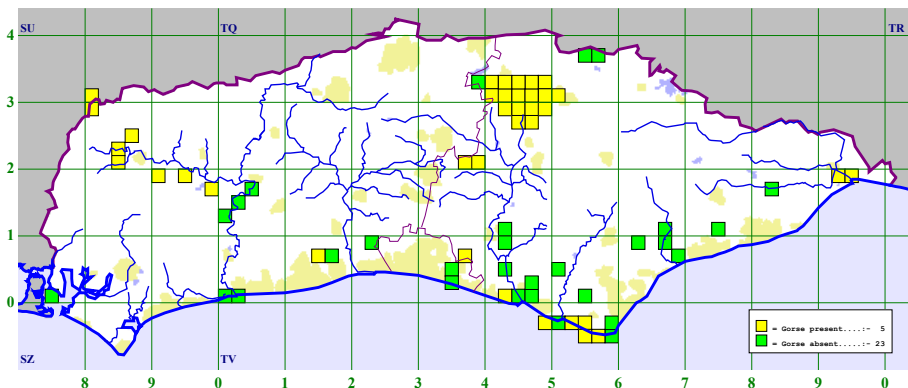 SU TQ TR
4
3
2
1
0
= Gorse present....:- 5
= Gorse absent.....:- 23
SZ TV
8 9 0 1 2 3 4 5 6 7 8 9 0